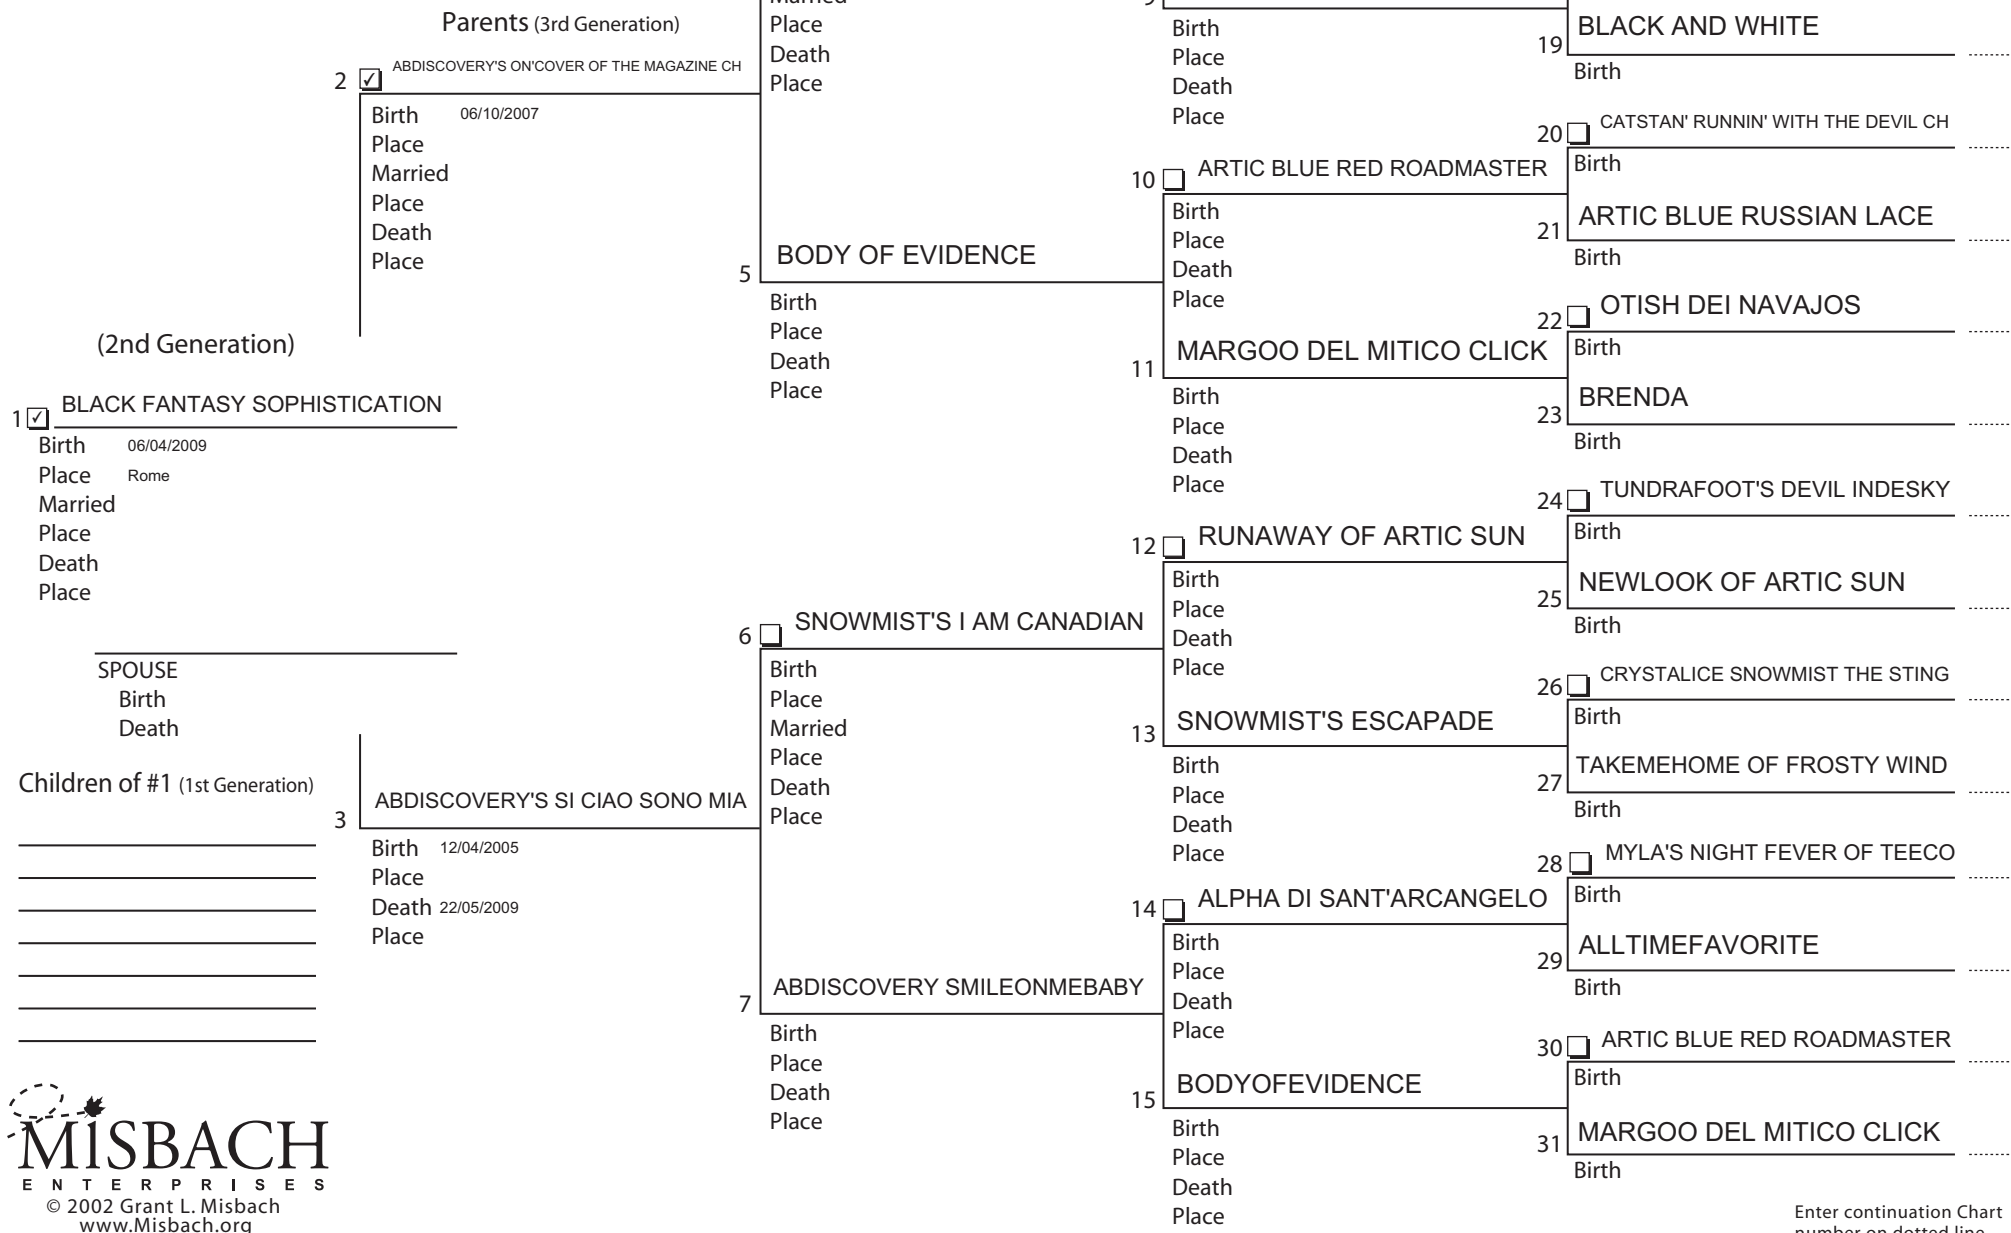 Parents (3rd Generation)
2 ABDISCOVERY'S ON'COVER OF THE MAGAZINE CH
Birth 06/10/2007
Place
Married
Place
Death
Place
(2nd Generation)
1 BLACK FANTASY SOPHISTICATION
Birth 06/04/2009
Place Rome
Married
Place
Death
Place
SPOUSE
Birth
Death
Children of #1 (1st Generation)
3 ABDISCOVERY'S SI CIAO SONO MIA
Birth 12/04/2005
Place
Death 22/05/2009
Place
MISBACH
ENTERPRISES
© 2002 Grant L. Misbach
www.Misbach.org
Married
Place
Death
Place
5 BODY OF EVIDENCE
Birth
Place
Death
Place
6 SNOWMIST'S I AM CANADIAN
Birth
Place
Married
Place
Death
Place
7 ABDISCOVERY SMILEONMEBABY
Birth
Place
Death
Place
9
Birth
Place
Death
Place
10 ARTIC BLUE RED ROADMASTER
Birth
Place
Death
Place
11 MARGOO DEL MITICO CLICK
Birth
Place
Death
Place
12 RUNAWAY OF ARTIC SUN
Birth
Place
Death
Place
13 SNOWMIST'S ESCAPADE
Birth
Place
Death
Place
14 ALPHA DI SANT'ARCANGELO
Birth
Place
Death
Place
15 BODYOFEVIDENCE
Birth
Place
Death
Place
19 BLACK AND WHITE
Birth
20 CATSTAN' RUNNIN' WITH THE DEVIL CH
Birth
21 ARTIC BLUE RUSSIAN LACE
Birth
22 OTISH DEI NAVAJOS
Birth
23 BRENDA
Birth
24 TUNDRAFOOT'S DEVIL INDESKY
Birth
25 NEWLOOK OF ARTIC SUN
Birth
26 CRYSTALICE SNOWMIST THE STING
Birth
27 TAKEMEHOME OF FROSTY WIND
Birth
28 MYLA'S NIGHT FEVER OF TEECO
Birth
29 ALLTIMEFAVORITE
Birth
30 ARTIC BLUE RED ROADMASTER
Birth
31 MARGOO DEL MITICO CLICK
Birth
Enter continuation Chart
number on dotted line